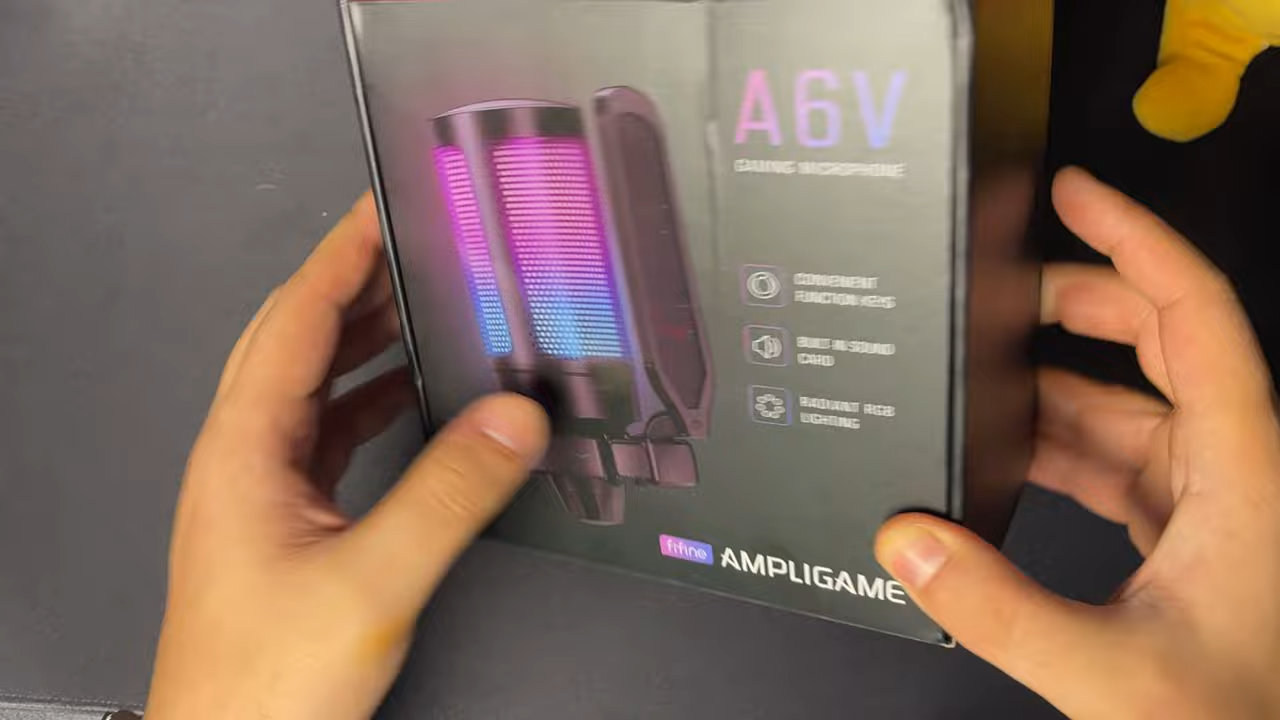 A6V
GAMING MICROPHONE
CONVENIENT
FUNCTION KEYS
BUILT IN SOUND
CARD
RADIANT RGB
LIGHTING
fifine AMPLIGAME